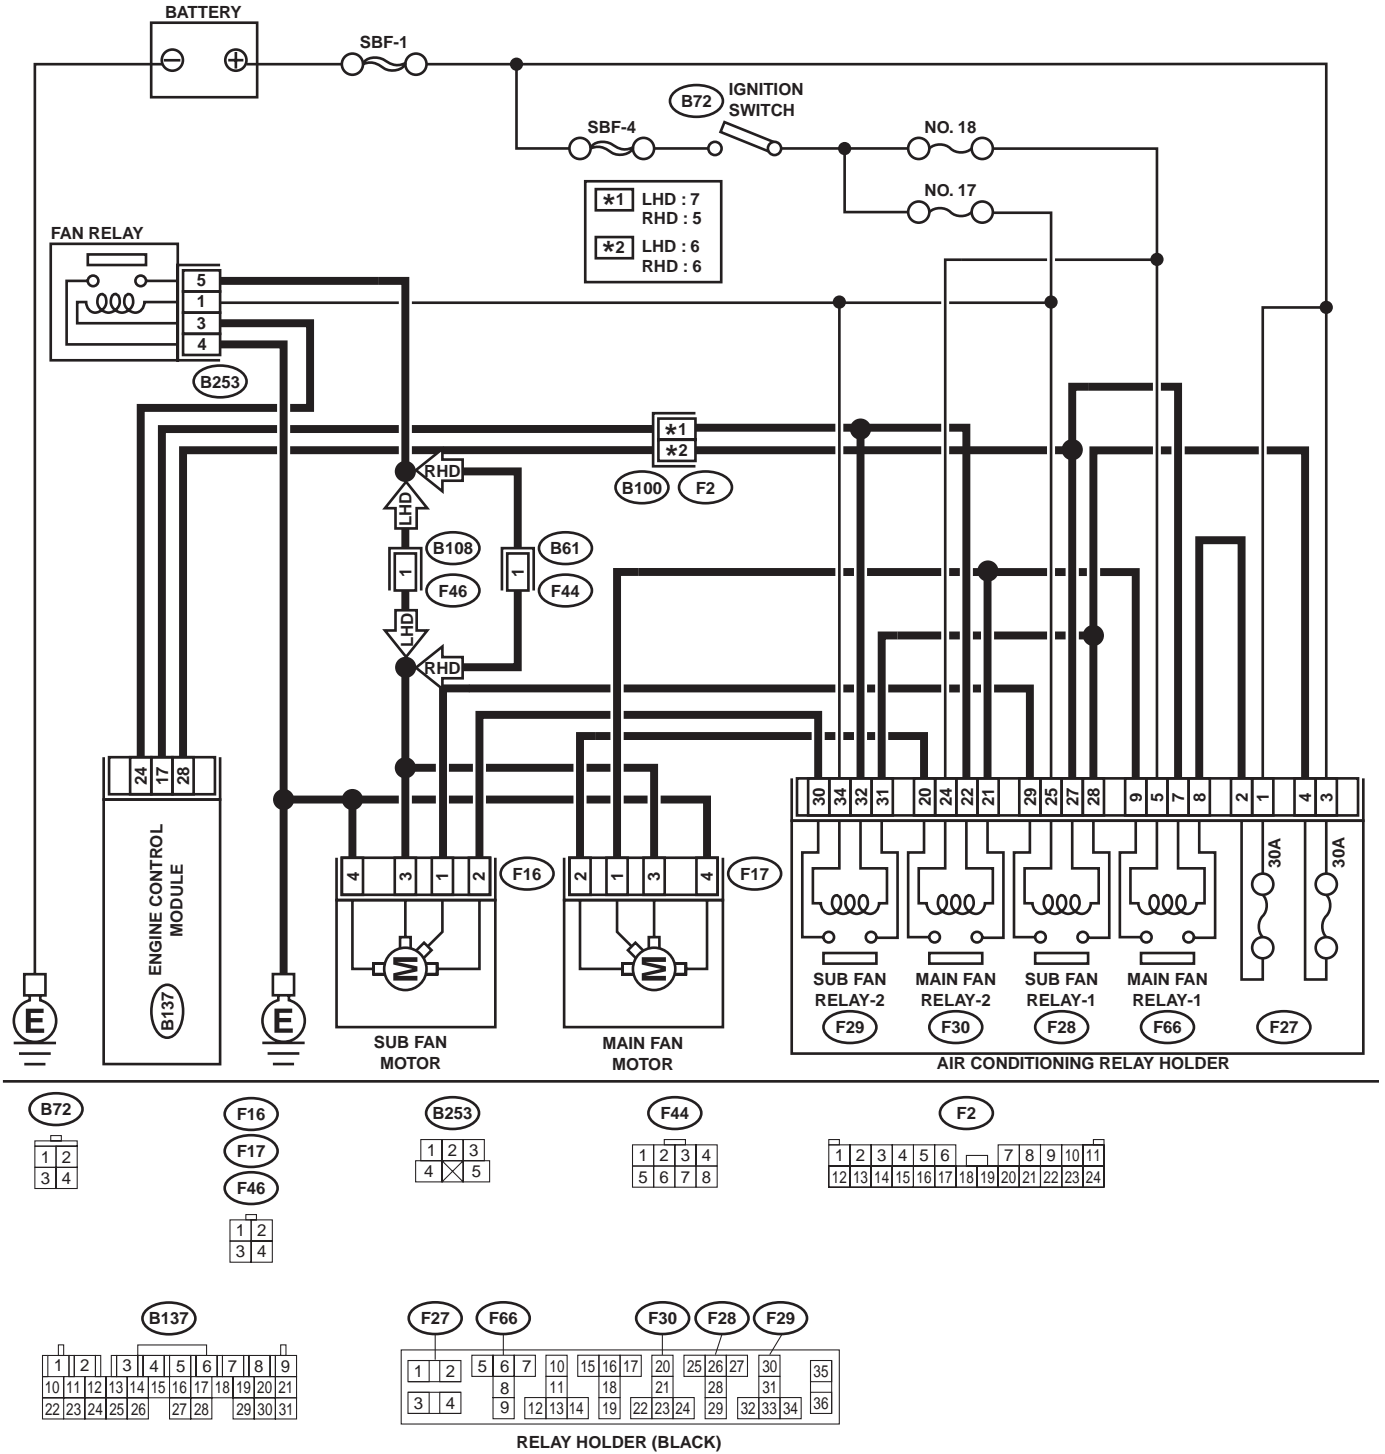 BATTERY
SBF-1
B72
IGNITION
SWITCH
SBF-4
NO. 18
NO. 17
*1 LHD : 7
RHD : 5
*2 LHD : 6
RHD : 6
FAN RELAY
5
1
3
4
B253
*1
*2
B100 F2
RHD
LHD
B108
B61
1
1
F46
F44
LHD
RHD
24 17 28
30 34 32 31 20 24 22 21 29 25 27 28 9 5 7 8 2 1 4 3
30A
30A
4 3 1 2
F16
2 1 3 4
F17
ENGINE CONTROL
MODULE
B137
M
M
E
E
SUB FAN
MOTOR
MAIN FAN
MOTOR
SUB FAN
RELAY-2
MAIN FAN
RELAY-2
SUB FAN
RELAY-1
MAIN FAN
RELAY-1
F29
F30
F28
F66
F27
AIR CONDITIONING RELAY HOLDER
B72
1 2
3 4
F16
F17
F46
1 2
3 4
B253
1 2 3
4 5
F44
1 2 3 4
5 6 7 8
F2
1 2 3 4 5 6 7 8 9 10 11
12 13 14 15 16 17 18 19 20 21 22 23 24
B137
1 2 3 4 5 6 7 8 9
10 11 12 13 14 15 16 17 18 19 20 21
22 23 24 25 26 27 28 29 30 31
F27 F66 F30 F28 F29
1 2 5 6 7 10 15 16 17 20 25 26 27 30 35
8 11 18 21 28 31
3 4 9 12 13 14 19 22 23 24 29 32 33 34 36
RELAY HOLDER (BLACK)